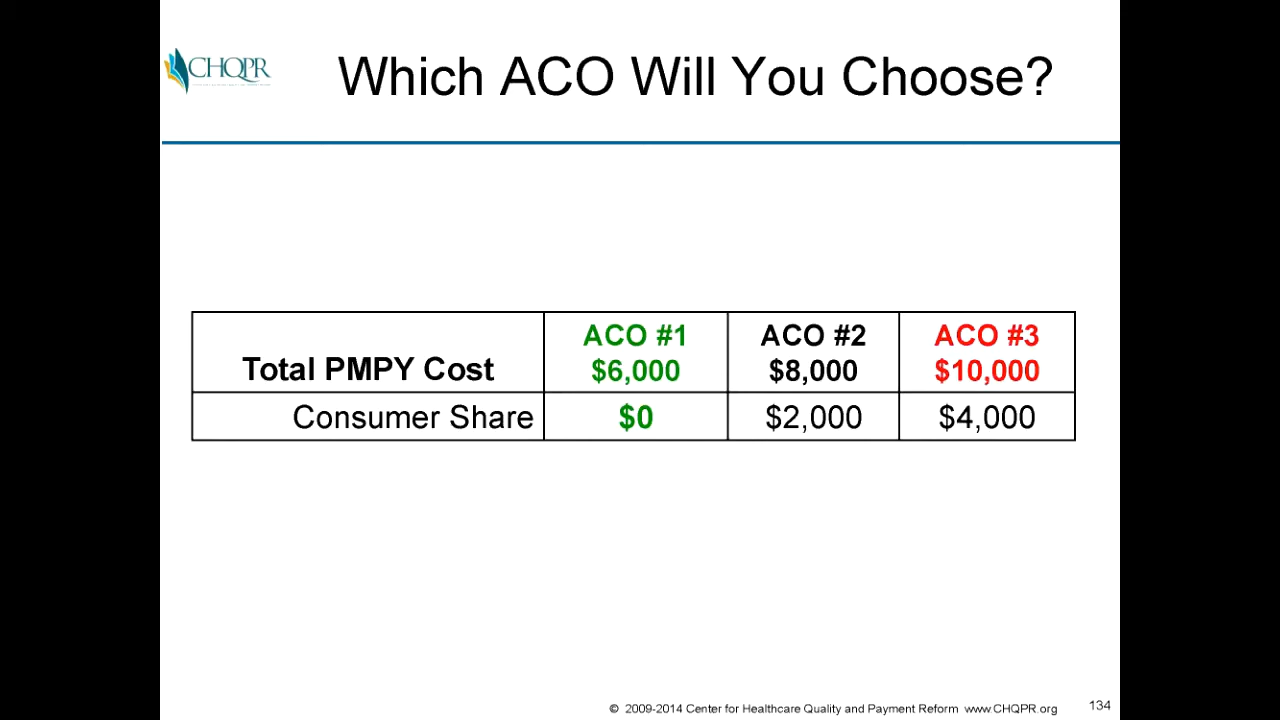 CHQPR
Which ACO Will You Choose?
Total PMPY Cost
ACO #1
$6,000
ACO #2
$8,000
ACO #3
$10,000
Consumer Share $0 $2,000 $4,000
© 2009-2014 Center for Healthcare Quality and Payment Reform www.CHQPR.org 134